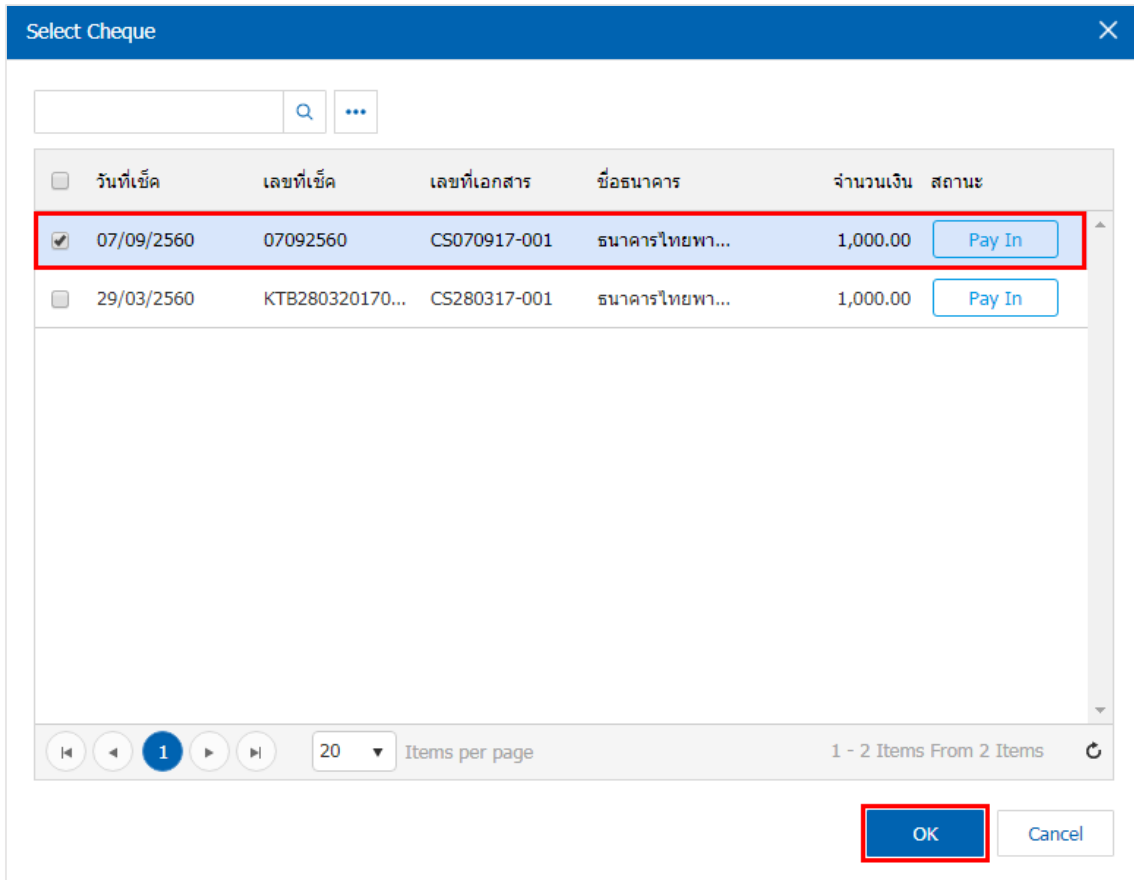 Select Cheque
วันที่เช็ค เลขที่เช็ค เลขที่เอกสาร ชื่อธนาคาร จำนวนเงิน สถานะ
07/09/2560 07092560 CS070917-001 ธนาคารไทยพา... 1,000.00 Pay In
29/03/2560 KTB280320170... CS280317-001 ธนาคารไทยพา... 1,000.00 Pay In
1 20 Items per page 1 - 2 Items From 2 Items
OK Cancel